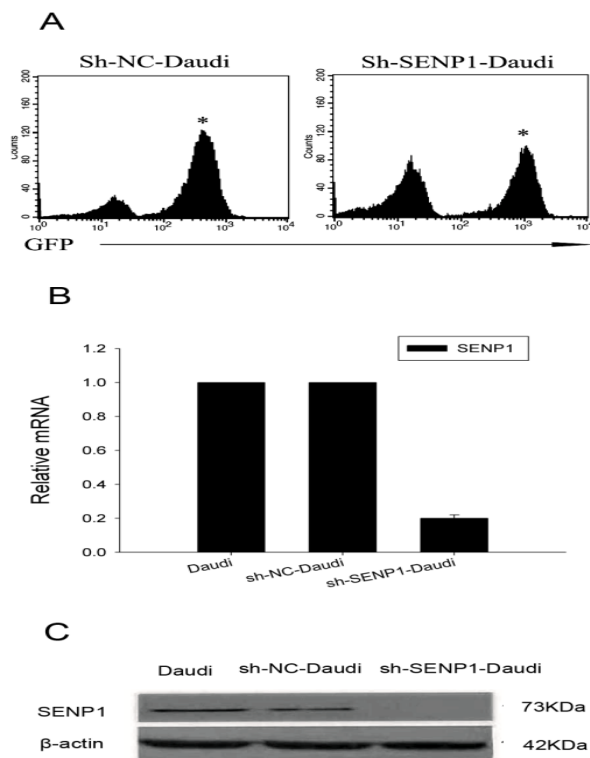 A
Sh-NC-Daudi
Sh-SENP1-Daudi
200
160
120
80
40
0
Counts
*
10⁰ 10¹ 10² 10³ 10⁴
200
160
120
80
40
0
Counts
*
10⁰ 10¹ 10² 10³
GFP
B
SENP1
1.2
1.0
0.8
0.6
0.4
0.2
0.0
Relative mRNA
Daudi
sh-NC-Daudi
sh-SENP1-Daudi
C
Daudi sh-NC-Daudi sh-SENP1-Daudi
SENP1 73KDa
β-actin 42KDa